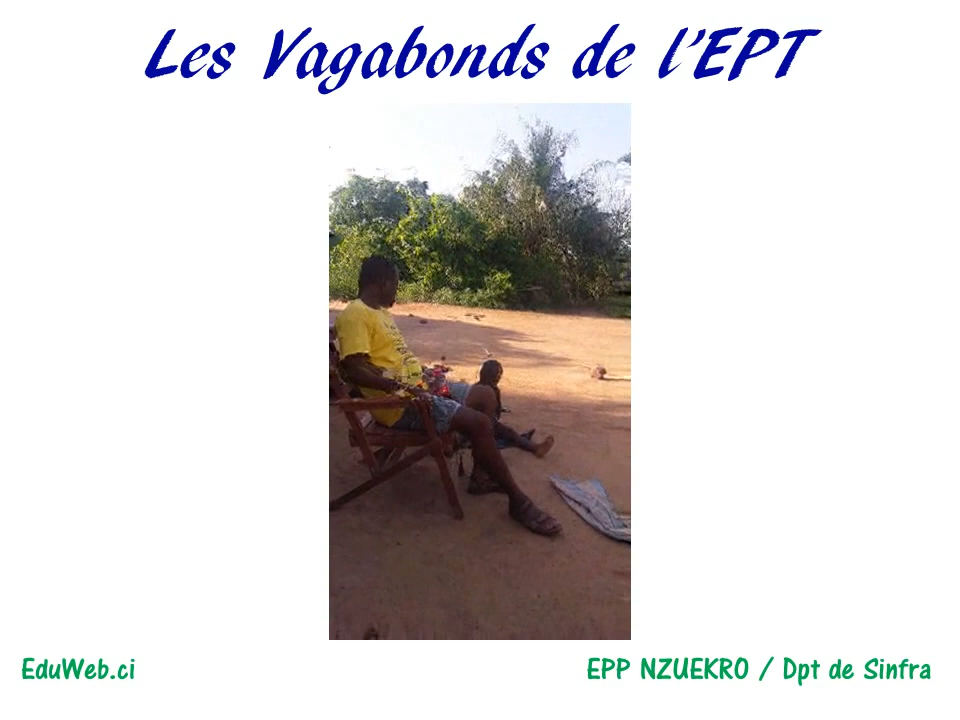 Les Vagabonds de l'EPT
EduWeb.ci
EPP NZUEKRO / Dpt de Sinfra